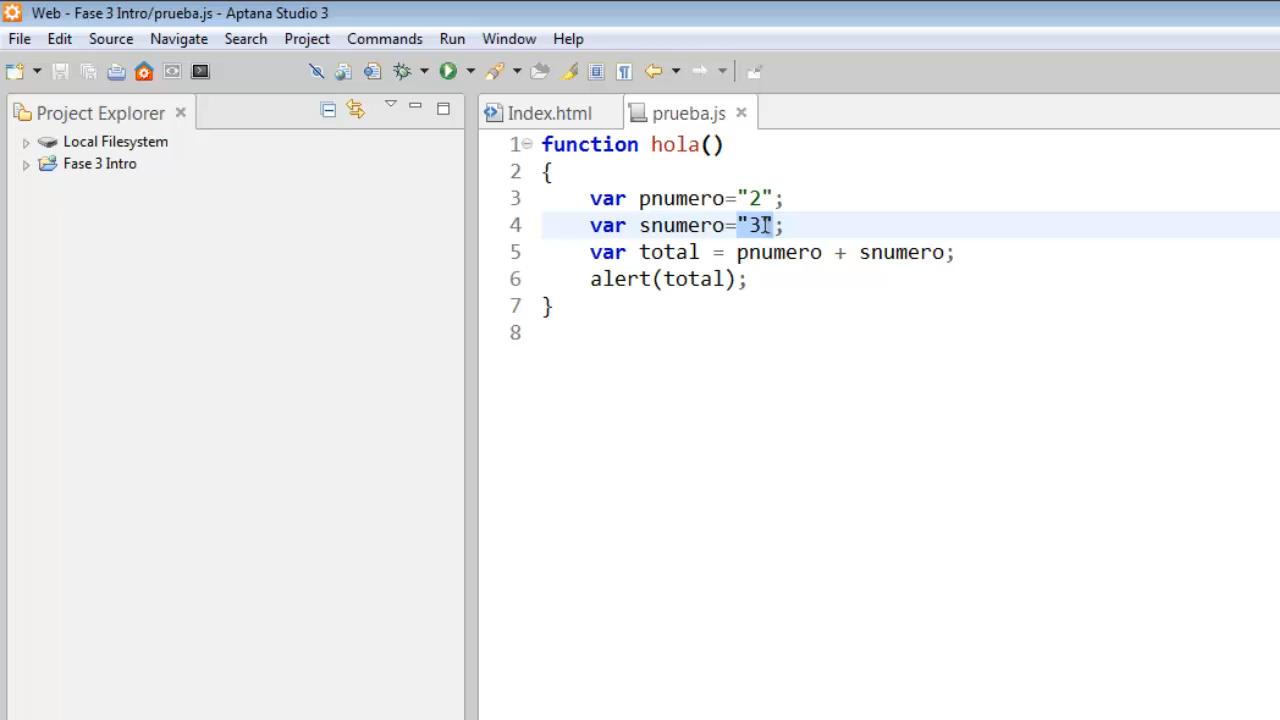 Web - Fase 3 Intro/prueba.js - Aptana Studio 3
File Edit Source Navigate Search Project Commands Run Window Help
Project Explorer
Local Filesystem
Fase 3 Intro
Index.html prueba.js
1 function hola()
2 {
3 var pnumero="2";
4 var snumero="3";
5 var total = pnumero + snumero;
6 alert(total);
7 }
8